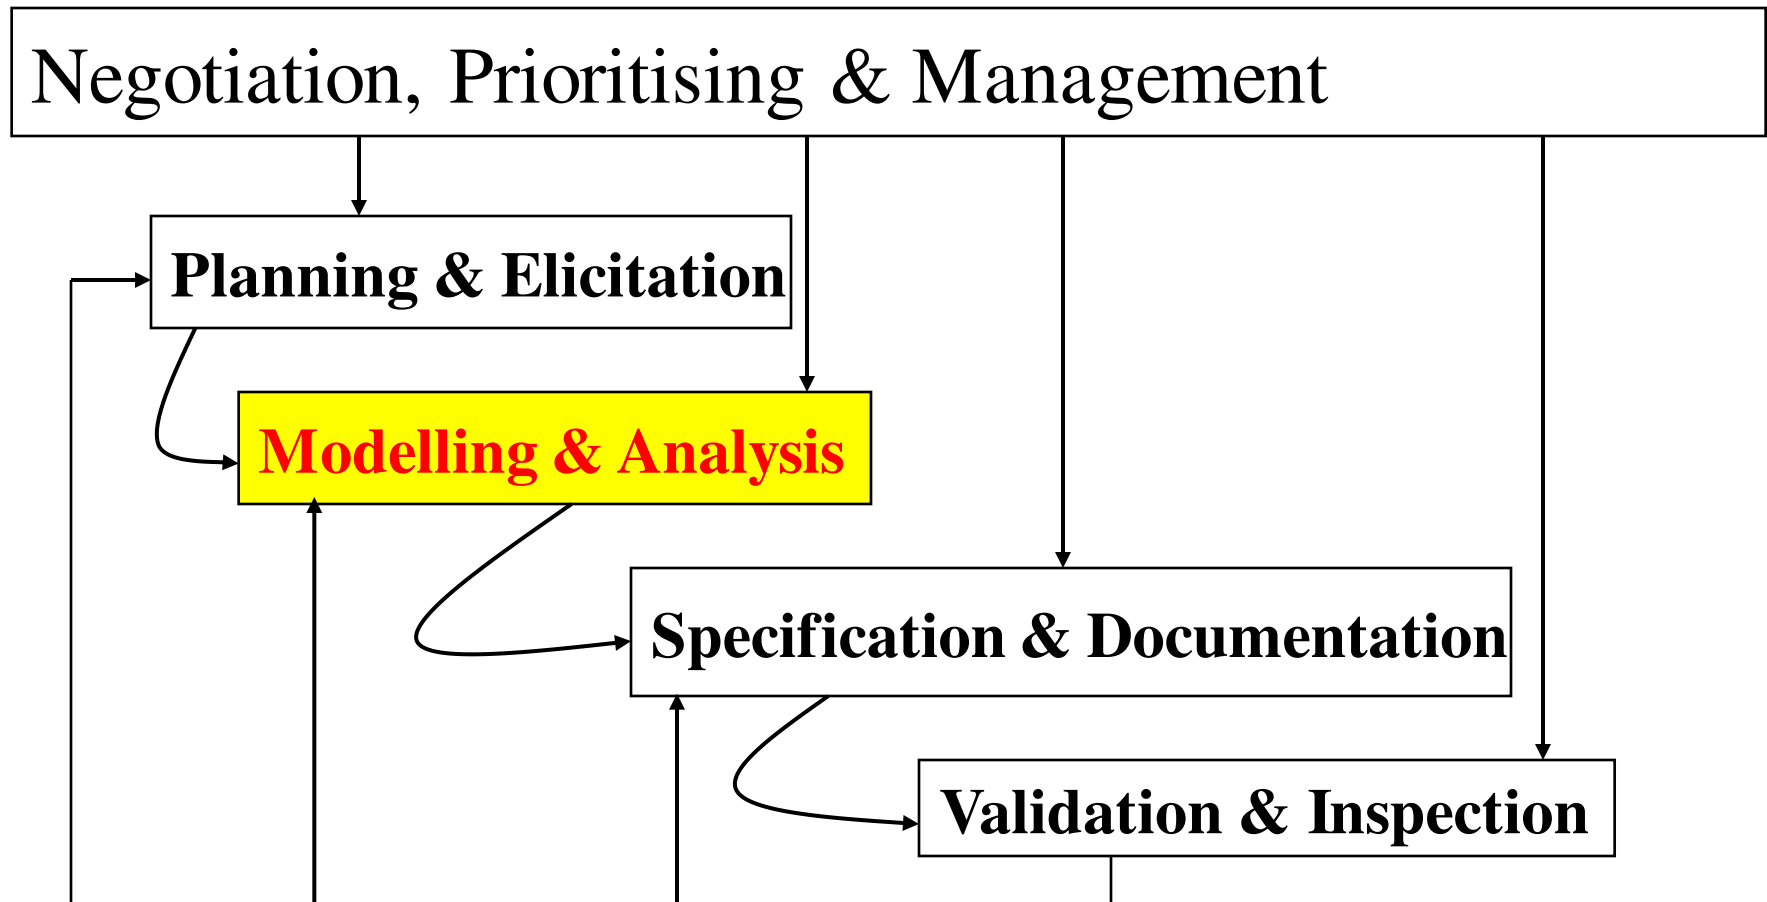 Negotiation, Prioritising & Management
Planning & Elicitation
Modelling & Analysis
Specification & Documentation
Validation & Inspection